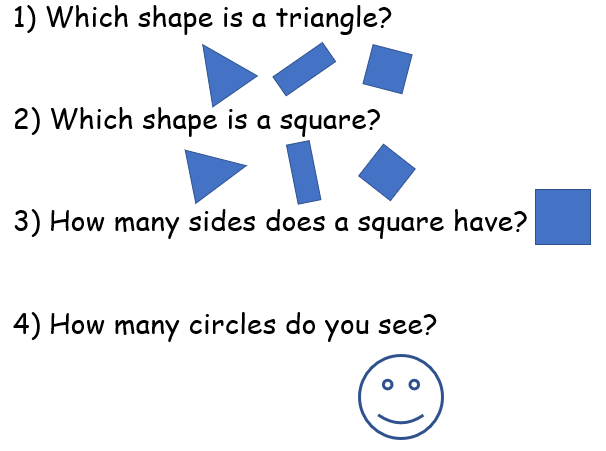 1) Which shape is a triangle?
2) Which shape is a square?
3) How many sides does a square have?
4) How many circles do you see?